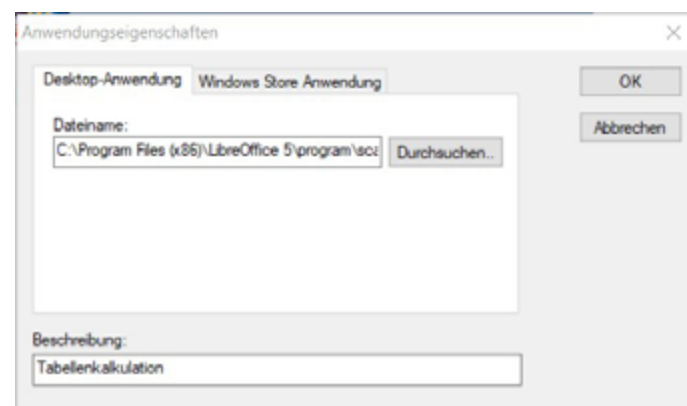 Anwendungseigenschaften
Desktop-Anwendung Windows Store Anwendung
OK
Dateiname:
Abbrechen
C:\Program Files (x86)\LibreOffice 5\program\sca Durchsuchen..
Beschreibung:
Tabellenkalkulation